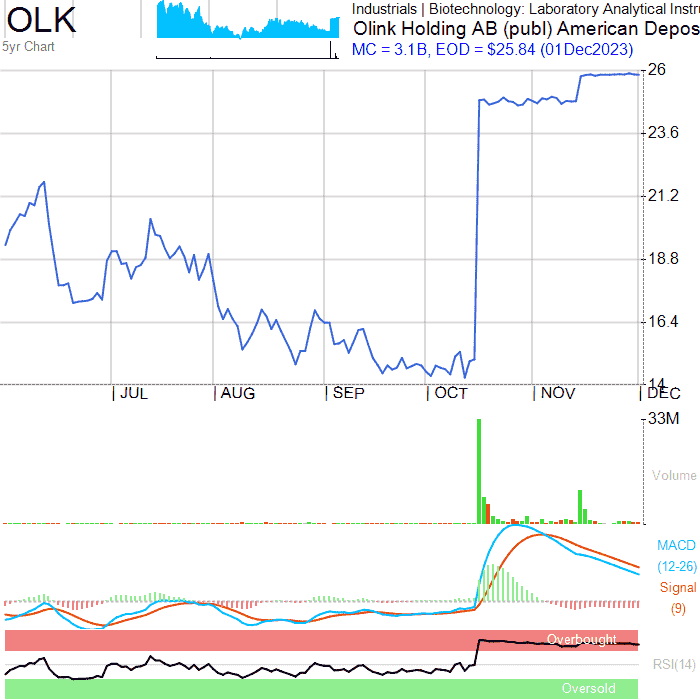 OLK
5yr Chart
Industrials | Biotechnology: Laboratory Analytical Instru
Olink Holding AB (publ) American Depos
MC = 3.1B, EOD = $25.84 (01Dec2023)
26
23.6
21.2
18.8
16.4
14
JUL
AUG
SEP
OCT
NOV
DEC
33M
Volume
MACD
(12-26)
Signal
(9)
Overbought
RSI(14)
Oversold